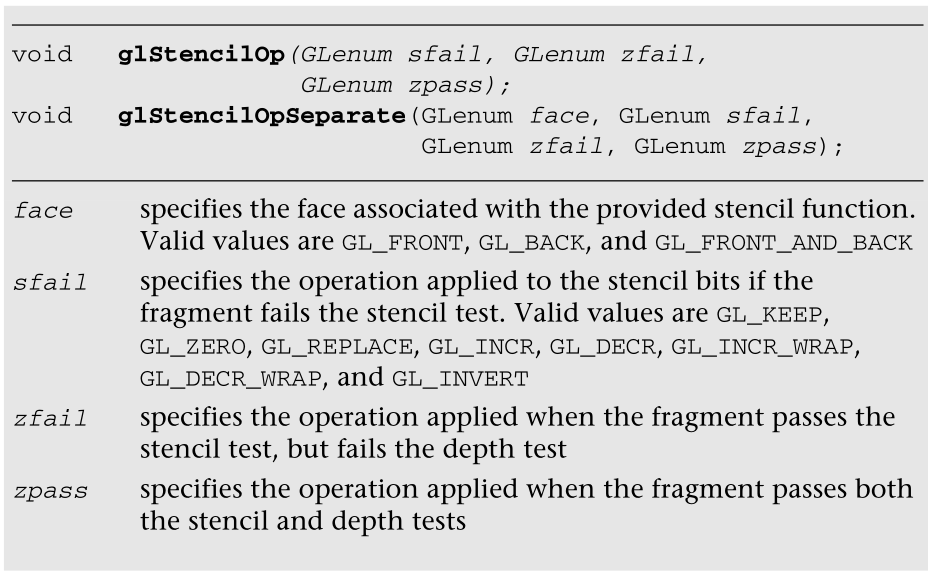 void glStencilOp(GLenum sfail, GLenum zfail,
GLenum zpass);
void glStencilOpSeparate(GLenum face, GLenum sfail,
GLenum zfail, GLenum zpass);
face specifies the face associated with the provided stencil function.
Valid values are GL_FRONT, GL_BACK, and GL_FRONT_AND_BACK
sfail specifies the operation applied to the stencil bits if the
fragment fails the stencil test. Valid values are GL_KEEP,
GL_ZERO, GL_REPLACE, GL_INCR, GL_DECR, GL_INCR_WRAP,
GL_DECR_WRAP, and GL_INVERT
zfail specifies the operation applied when the fragment passes the
stencil test, but fails the depth test
zpass specifies the operation applied when the fragment passes both
the stencil and depth tests